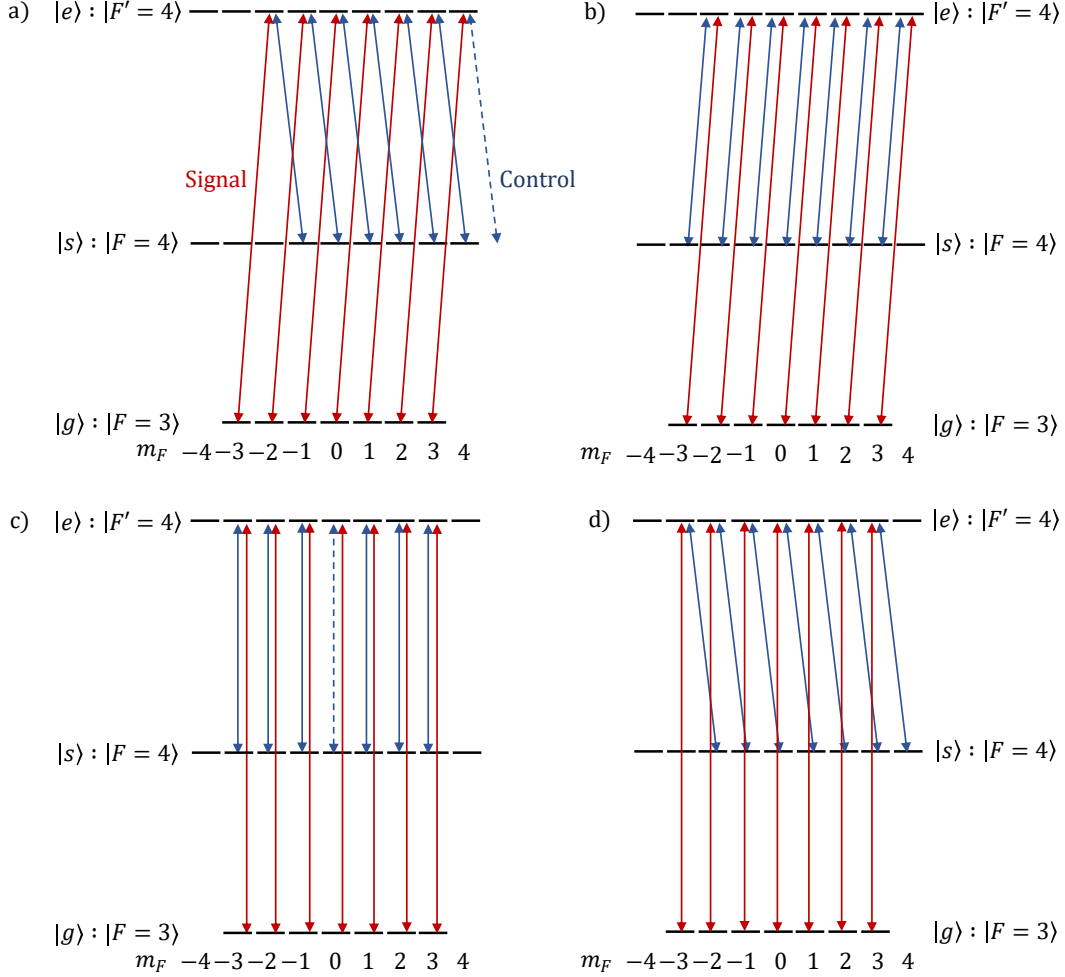 a)
|e⟩ : |F′ = 4⟩
Signal
Control
|s⟩ : |F = 4⟩
|g⟩ : |F = 3⟩
m_F −4 −3 −2 −1 0 1 2 3 4
b)
|e⟩ : |F′ = 4⟩
|s⟩ : |F = 4⟩
|g⟩ : |F = 3⟩
m_F −4 −3 −2 −1 0 1 2 3 4
c)
|e⟩ : |F′ = 4⟩
|s⟩ : |F = 4⟩
|g⟩ : |F = 3⟩
m_F −4 −3 −2 −1 0 1 2 3 4
d)
|e⟩ : |F′ = 4⟩
|s⟩ : |F = 4⟩
|g⟩ : |F = 3⟩
m_F −4 −3 −2 −1 0 1 2 3 4